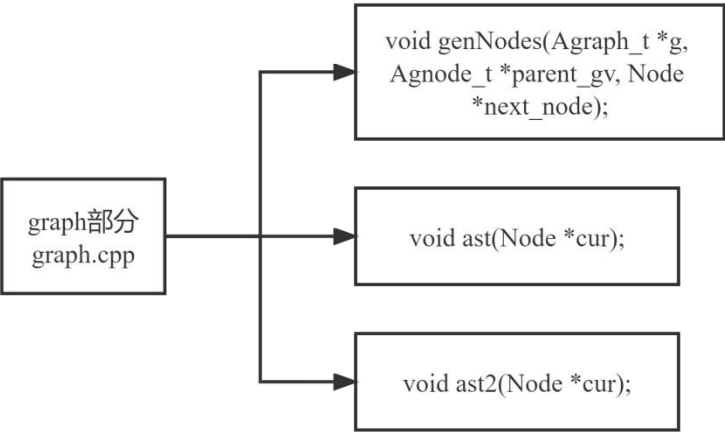 void genNodes(Agraph_t *g,
Agnode_t *parent_gv, Node
*next_node);
graph部分
graph.cpp
void ast(Node *cur);
void ast2(Node *cur);